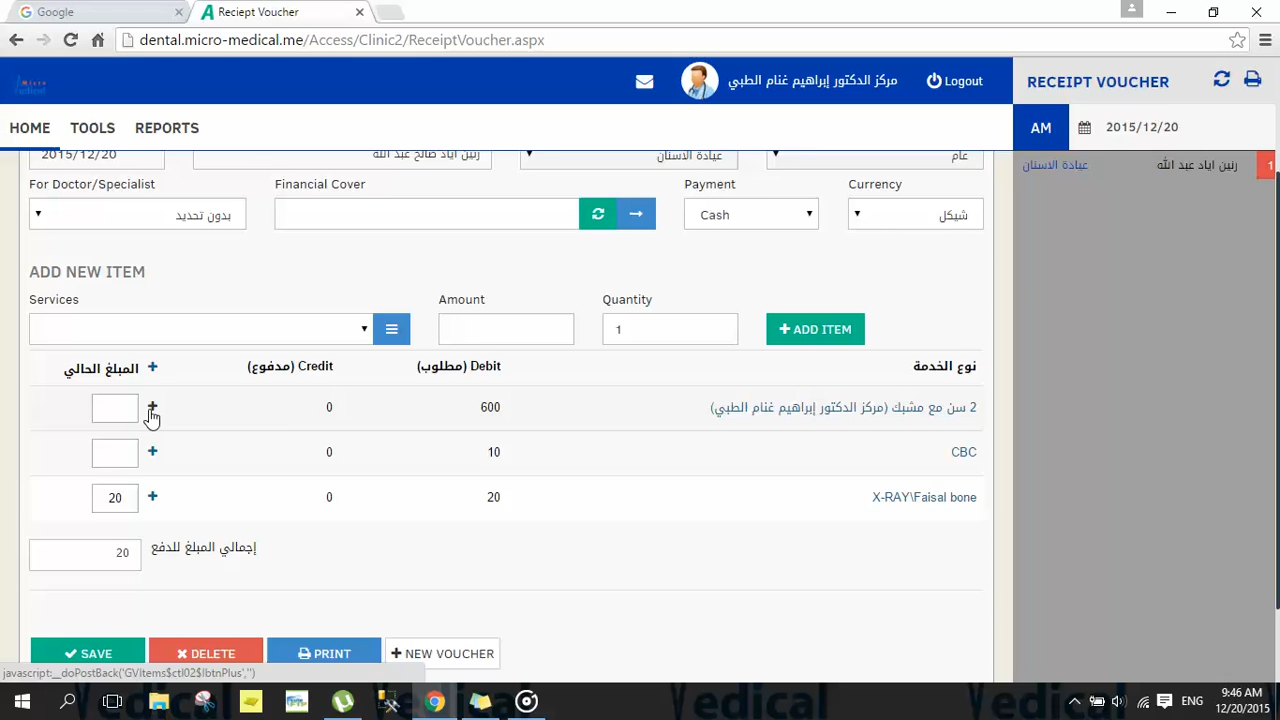 Google
Reciept Voucher
dental.micro-medical.me/Access/Clinic2/ReceiptVoucher.aspx
مركز الدكتور إبراهيم غنام الطبي
Logout
RECEIPT VOUCHER
HOME
TOOLS
REPORTS
AM
2015/12/20
2015/12/20
رنين اياد صالح عبد الله
عيادة الاسنان
عام
عيادة الاسنان
رنين اياد عبد الله
1
For Doctor/Specialist
Financial Cover
Payment
Currency
بدون تحديد
Cash
شيكل
ADD NEW ITEM
Services
Amount
Quantity
1
ADD ITEM
المبلغ الحالي
Credit (مدفوع)
Debit (مطلوب)
نوع الخدمة
0
600
2 سن مع مشبك (مركز الدكتور إبراهيم غنام الطبي)
0
10
CBC
20
0
20
X-RAY\Faisal bone
20
إجمالي المبلغ للدفع
SAVE
DELETE
PRINT
NEW VOUCHER
javascript:__doPostBack('GVItems$ctl02$lbtnPlus','')
ENG
9:46 AM
12/20/2015